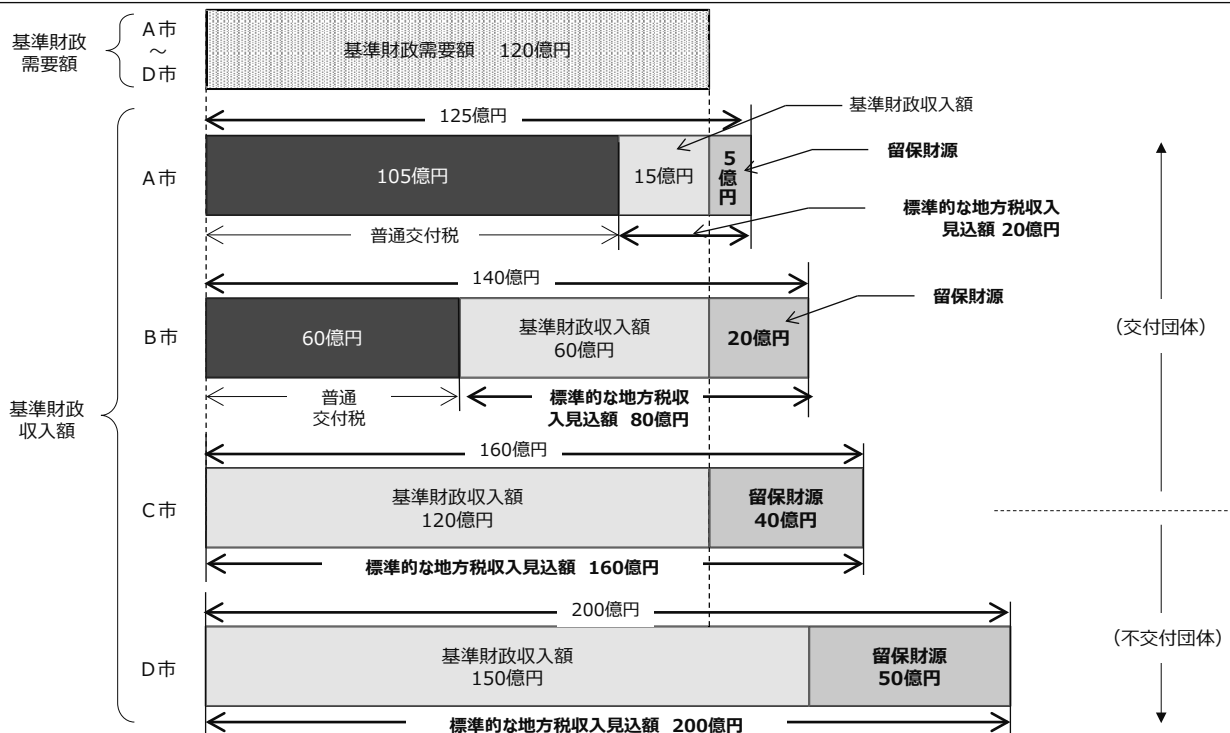 基準財政
需要額
A市
～
D市
基準財政需要額 120億円
125億円
基準財政収入額
A市
105億円
15億円
5
億
円
留保財源
普通交付税
標準的な地方税収入
見込額 20億円
140億円
B市
60億円
基準財政収入額
60億円
20億円
留保財源
普通
交付税
標準的な地方税収
入見込額 80億円
（交付団体）
基準財政
収入額
160億円
C市
基準財政収入額
120億円
留保財源
40億円
標準的な地方税収入見込額 160億円
200億円
D市
基準財政収入額
150億円
留保財源
50億円
（不交付団体）
標準的な地方税収入見込額 200億円